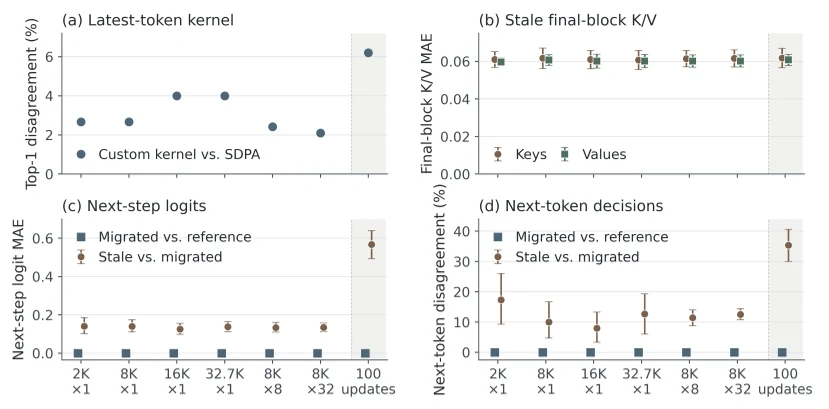 (a) Latest-token kernel
Top-1 disagreement (%)
6
4
2
0
Custom kernel vs. SDPA
(b) Stale final-block K/V
Final-block K/V MAE
0.06
0.04
0.02
0.00
Keys
Values
(c) Next-step logits
Next-step logit MAE
0.6
0.4
0.2
0.0
Migrated vs. reference
Stale vs. migrated
2K 8K 16K 32.7K 8K 8K 100
×1 ×1 ×1 ×1 ×8 ×32 updates
(d) Next-token decisions
Next-token disagreement (%)
40
30
20
10
0
Migrated vs. reference
Stale vs. migrated
2K 8K 16K 32.7K 8K 8K 100
×1 ×1 ×1 ×1 ×8 ×32 updates